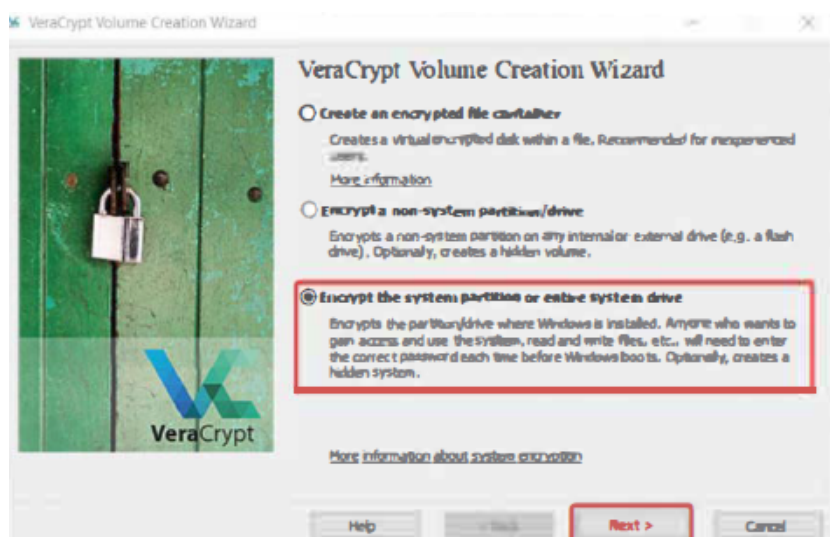 VeraCrypt Volume Creation Wizard
VeraCrypt Volume Creation Wizard
Create an encrypted file container
Creates a virtual encrypted disk within a file. Recommended for inexperienced
users.
More information
Encrypt a non-system partition/drive
Encrypts a non-system partition on any internal or external drive (e.g. a flash
drive). Optionally, creates a hidden volume.
Encrypt the system partition or entire system drive
Encrypts the partition/drive where Windows is installed. Anyone who wants to
gain access and use the system, read and write files, etc., will need to enter
the correct password each time before Windows boots. Optionally, creates a
hidden system.
VeraCrypt
More information about system encryption
Help
< Back
Next >
Cancel